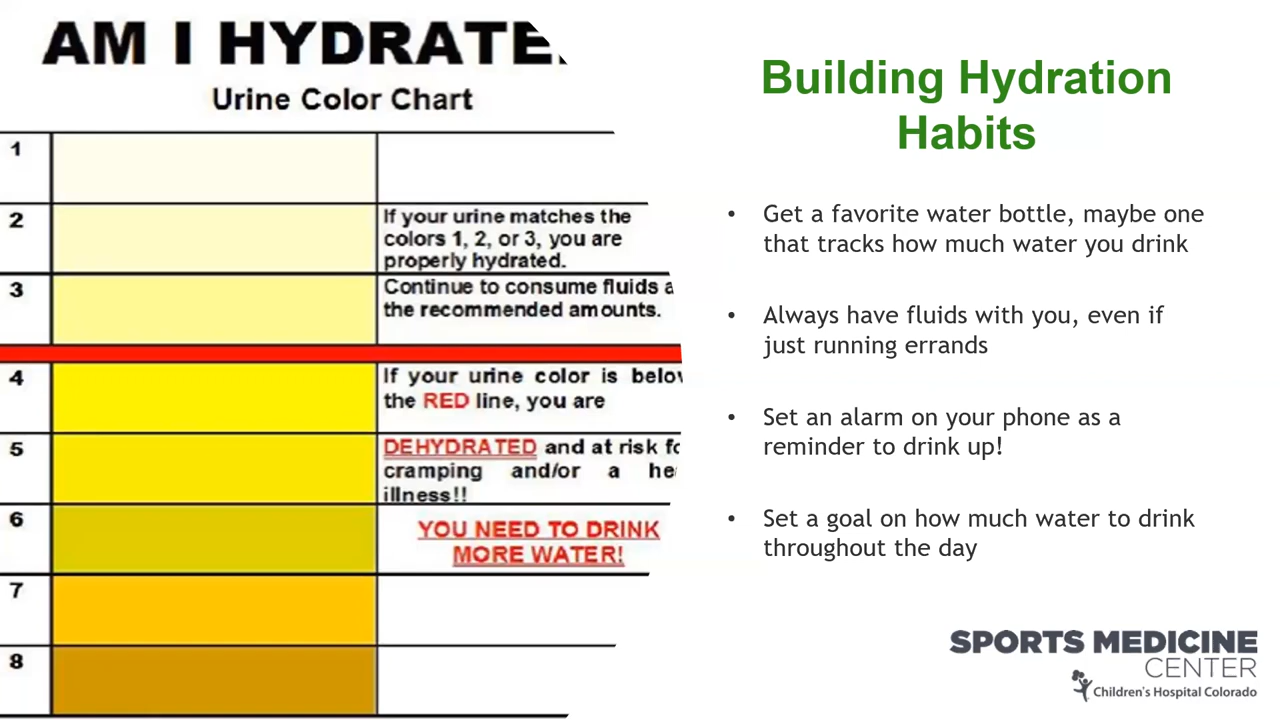 AM I HYDRATE
Urine Color Chart
1
2
If your urine matches the
colors 1, 2, or 3, you are
properly hydrated.
3
Continue to consume fluids a
the recommended amounts.
4
If your urine color is below
the RED line, you are
5
DEHYDRATED and at risk fo
cramping and/or a he
illness!!
6
YOU NEED TO DRINK
MORE WATER!
7
8
Building Hydration
Habits
• Get a favorite water bottle, maybe one
that tracks how much water you drink
• Always have fluids with you, even if
just running errands
• Set an alarm on your phone as a
reminder to drink up!
• Set a goal on how much water to drink
throughout the day
SPORTS MEDICINE
CENTER
Children's Hospital Colorado